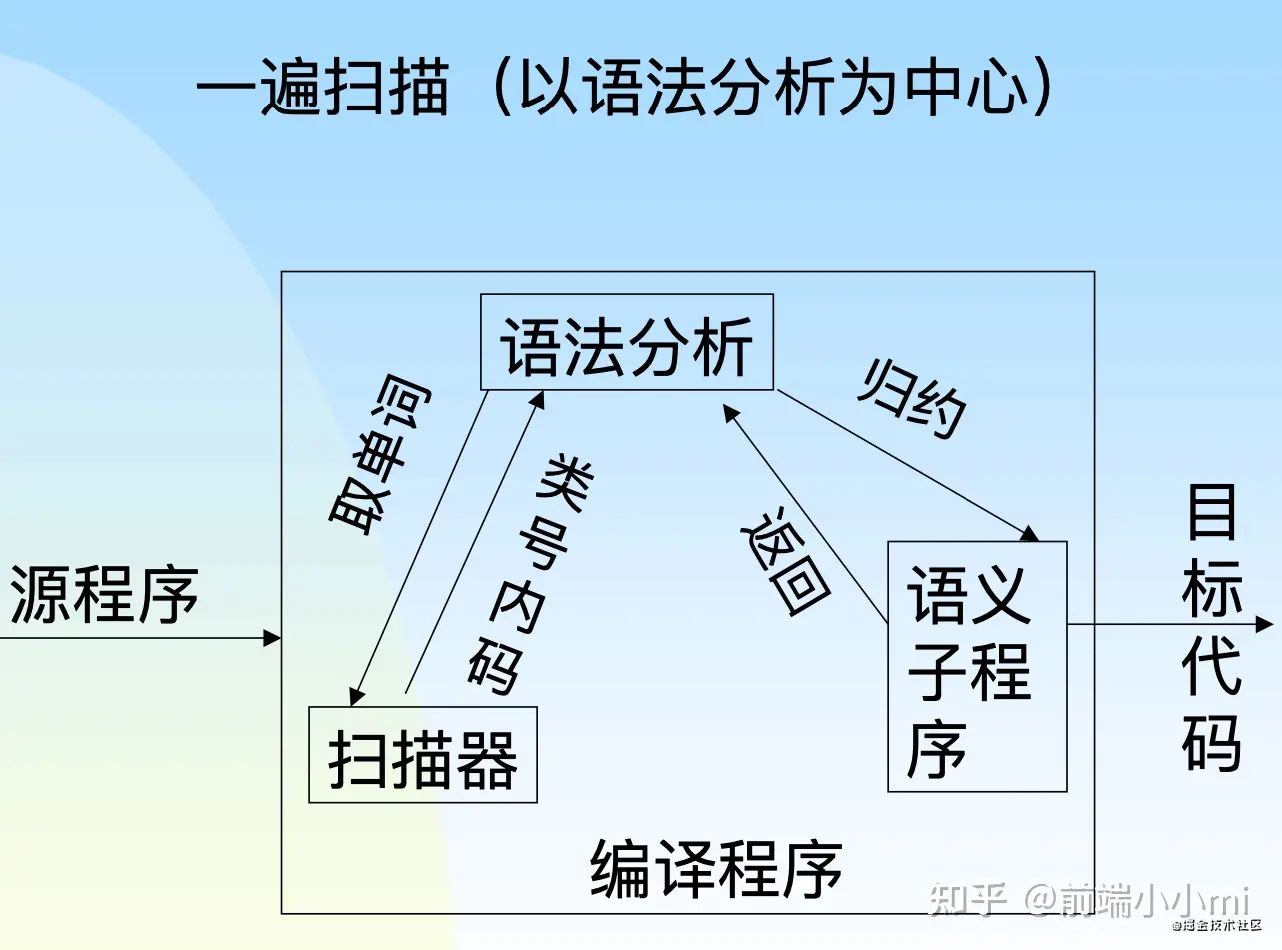 一遍扫描（以语法分析为中心）
语法分析
取单词
类号内码
归约
返回
源程序
扫描器
语义
子程
序
目标代码
编译程序
知乎 @前端小小mi
@掘金技术社区